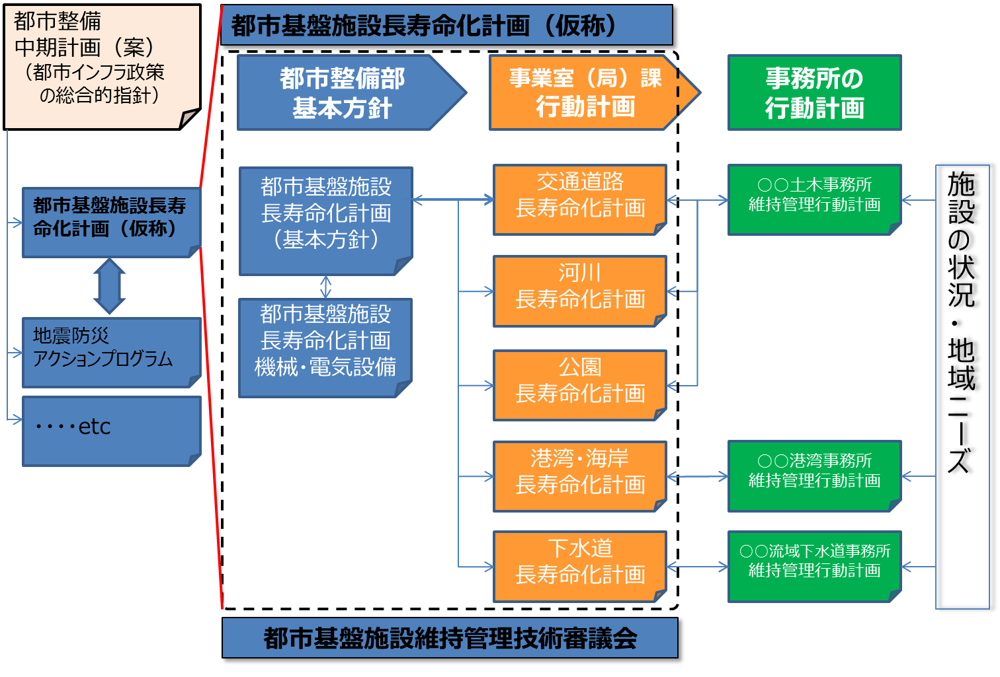 都市整備
中期計画（案）
（都市インフラ政策
の総合的指針）
都市基盤施設長寿
命化計画（仮称）
地震防災
アクションプログラム
・・・・etc
都市基盤施設長寿命化計画（仮称）
都市整備部
基本方針
事業室（局）課
行動計画
事務所の
行動計画
都市基盤施設
長寿命化計画
（基本方針）
都市基盤施設
長寿命化計画
機械・電気設備
交通道路
長寿命化計画
河川
長寿命化計画
公園
長寿命化計画
港湾・海岸
長寿命化計画
下水道
長寿命化計画
○○土木事務所
維持管理行動計画
○○港湾事務所
維持管理行動計画
○○流域下水道事務所
維持管理行動計画
施設の状況・地域ニーズ
都市基盤施設維持管理技術審議会